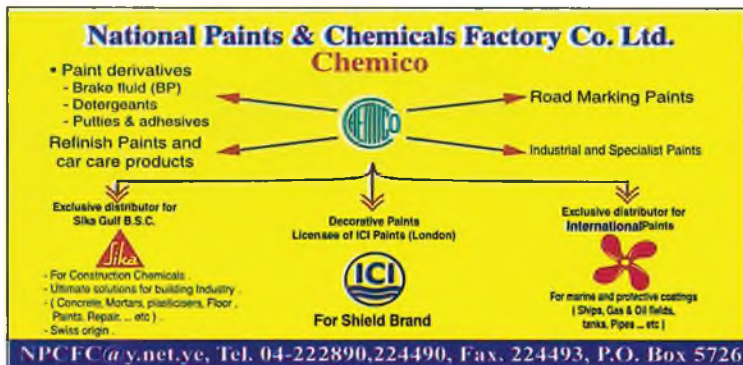 National Paints & Chemicals Factory Co. Ltd.
Chemico
• Paint derivatives
- Brake fluid (BP)
- Detergeants
- Putties & adhesives
Refinish Paints and
car care products
CHEMICO
Road Marking Paints
Industrial and Specialist Paints
Exclusive distributor for
Sika Gulf B.S.C.
Sika
- For Construction Chemicals .
- Ultimate solutions for building Industry .
- ( Concrete, Mortars, plasticisers, Floor ,
Paints, Repair, ... etc ) .
- Swiss origin .
Decorative Paints
Licensee of ICI Paints (London)
ICI
For Shield Brand
Exclusive distributor for
International Paints
For marine and protective coatings
( Ships, Gas & Oil fields,
tanks, Pipes ... etc )
NPCFC@y.net.ye, Tel. 04-222890,224490, Fax. 224493, P.O. Box 5726